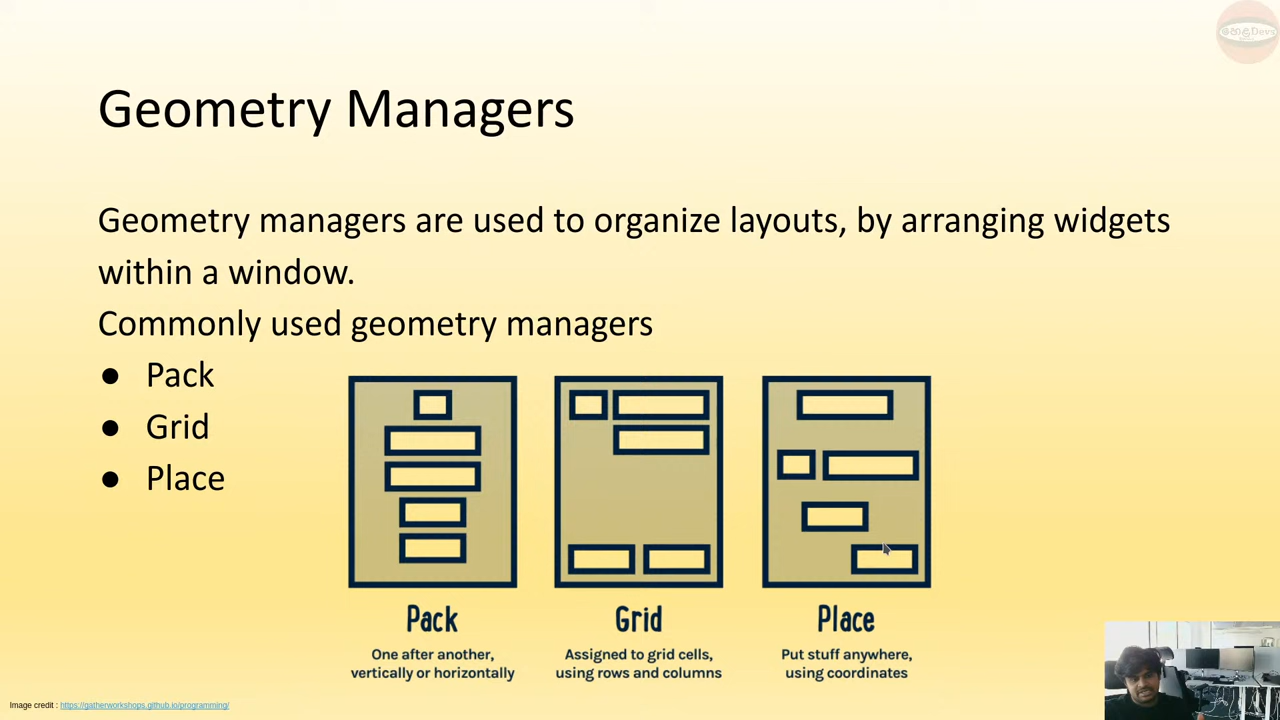 හෙළDevs
Geometry Managers
Geometry managers are used to organize layouts, by arranging widgets
within a window.
Commonly used geometry managers
● Pack
● Grid
● Place
Pack
One after another,
vertically or horizontally
Grid
Assigned to grid cells,
using rows and columns
Place
Put stuff anywhere,
using coordinates
Image credit : https://gatherworkshops.github.io/programming/